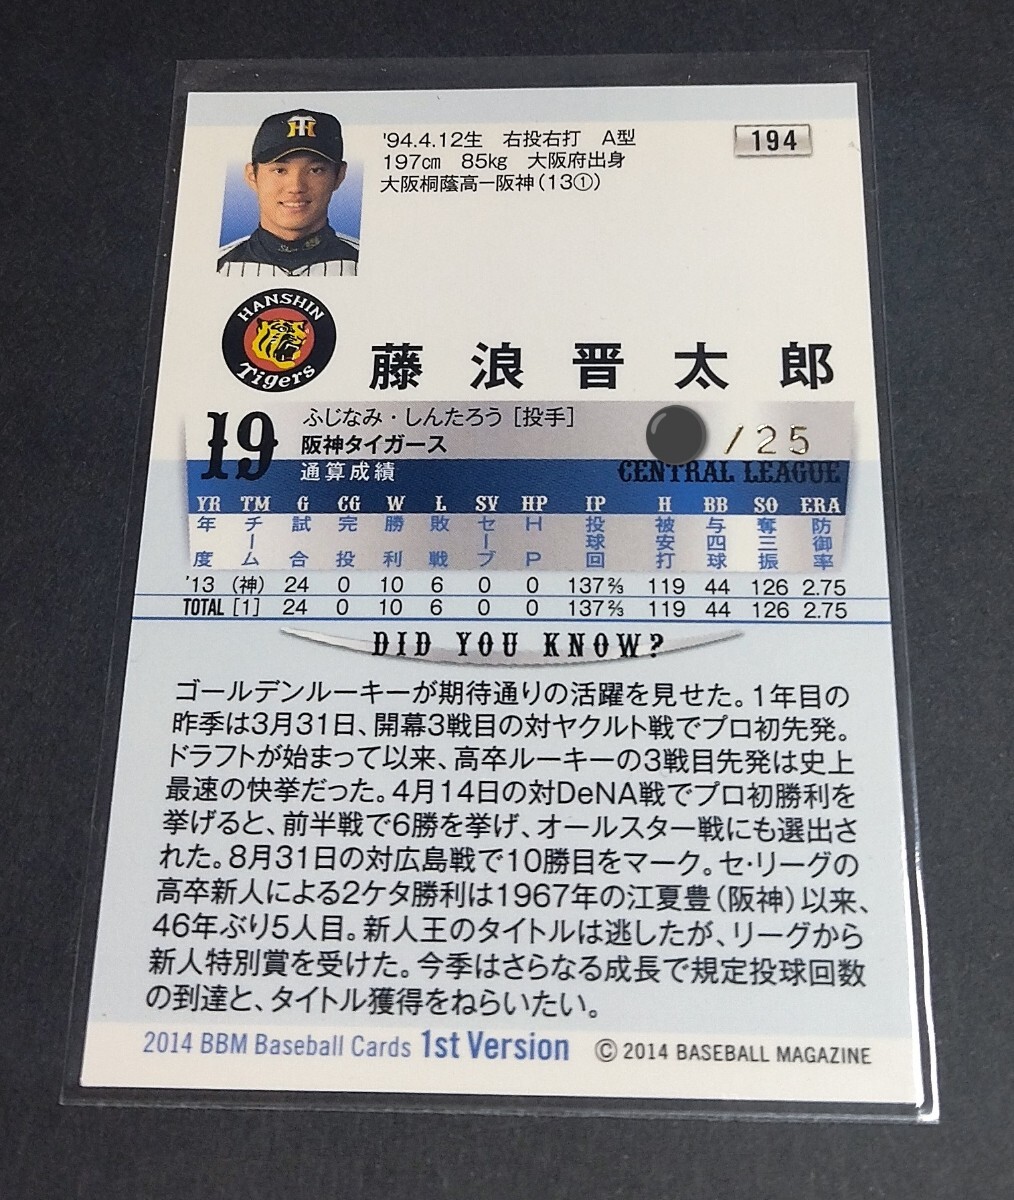 '94.4.12生 右投右打 A型
194
197cm 85kg 大阪府出身
大阪桐蔭高ー阪神(13①)
HANSHIN
Tigers
藤浪晋太郎
19
ふじなみ・しんたろう [投手]
/25
阪神タイガース
通算成績
CENTRAL LEAGUE
YR TM G CG W L SV HP IP H BB SO ERA
年度 チーム 試合 完投 勝利 敗戦 セーブ HP 投球回 被安打 与四球 奪三振 防御率
'13 (神) 24 0 10 6 0 0 137 2/3 119 44 126 2.75
TOTAL [1] 24 0 10 6 0 0 137 2/3 119 44 126 2.75
DID YOU KNOW?
ゴールデンルーキーが期待通りの活躍を見せた。1年目の
昨季は3月31日、開幕3戦目の対ヤクルト戦でプロ初先発。
ドラフトが始まって以来、高卒ルーキーの3戦目先発は史上
最速の快挙だった。4月14日の対DeNA戦でプロ初勝利を
挙げると、前半戦で6勝を挙げ、オールスター戦にも選出さ
れた。8月31日の対広島戦で10勝目をマーク。セ・リーグの
高卒新人による2ケタ勝利は1967年の江夏豊(阪神)以来、
46年ぶり5人目。新人王のタイトルは逃したが、リーグから
新人特別賞を受けた。今季はさらなる成長で規定投球回数
の到達と、タイトル獲得をねらいたい。
2014 BBM Baseball Cards 1st Version © 2014 BASEBALL MAGAZINE